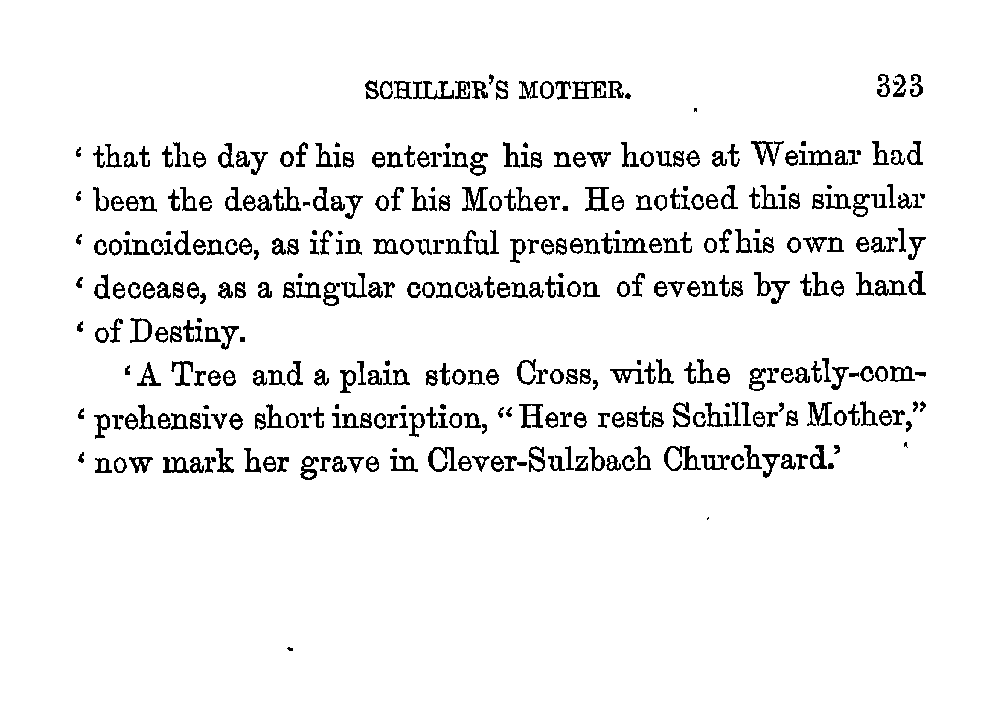 SCHILLER'S MOTHER. 323
‘ that the day of his entering his new house at Weimar had
‘ been the death-day of his Mother. He noticed this singular
‘ coincidence, as if in mournful presentiment of his own early
‘ decease, as a singular concatenation of events by the hand
‘ of Destiny.
‘ A Tree and a plain stone Cross, with the greatly-com-
‘ prehensive short inscription, “ Here rests Schiller's Mother,”
‘ now mark her grave in Clever-Sulzbach Churchyard.’